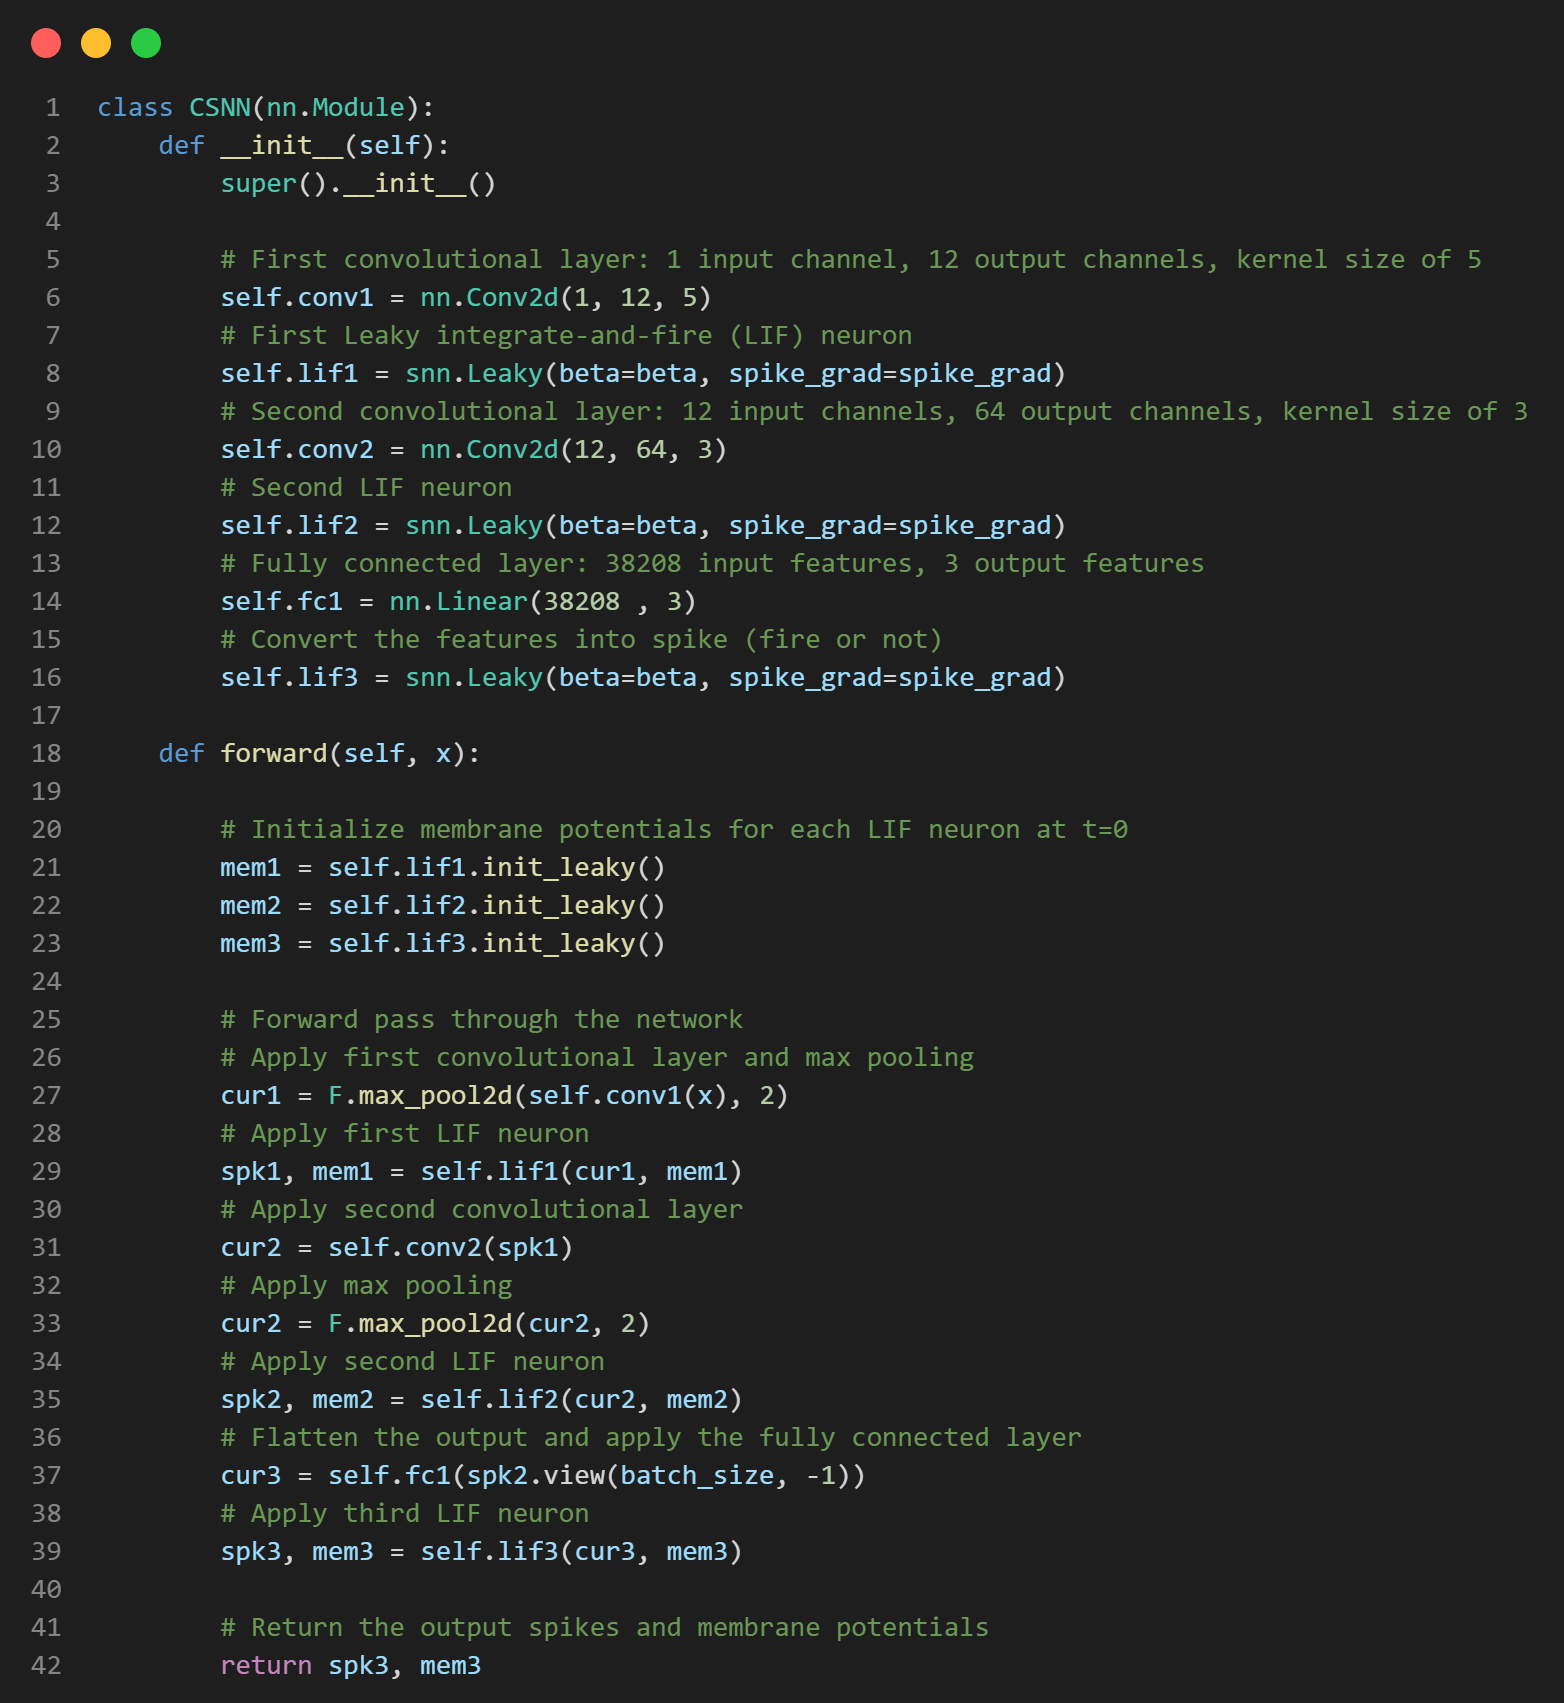 1 class CSNN(nn.Module):
2     def __init__(self):
3         super().__init__()
4
5         # First convolutional layer: 1 input channel, 12 output channels, kernel size of 5
6         self.conv1 = nn.Conv2d(1, 12, 5)
7         # First Leaky integrate-and-fire (LIF) neuron
8         self.lif1 = snn.Leaky(beta=beta, spike_grad=spike_grad)
9         # Second convolutional layer: 12 input channels, 64 output channels, kernel size of 3
10         self.conv2 = nn.Conv2d(12, 64, 3)
11         # Second LIF neuron
12         self.lif2 = snn.Leaky(beta=beta, spike_grad=spike_grad)
13         # Fully connected layer: 38208 input features, 3 output features
14         self.fc1 = nn.Linear(38208 , 3)
15         # Convert the features into spike (fire or not)
16         self.lif3 = snn.Leaky(beta=beta, spike_grad=spike_grad)
17
18     def forward(self, x):
19
20         # Initialize membrane potentials for each LIF neuron at t=0
21         mem1 = self.lif1.init_leaky()
22         mem2 = self.lif2.init_leaky()
23         mem3 = self.lif3.init_leaky()
24
25         # Forward pass through the network
26         # Apply first convolutional layer and max pooling
27         cur1 = F.max_pool2d(self.conv1(x), 2)
28         # Apply first LIF neuron
29         spk1, mem1 = self.lif1(cur1, mem1)
30         # Apply second convolutional layer
31         cur2 = self.conv2(spk1)
32         # Apply max pooling
33         cur2 = F.max_pool2d(cur2, 2)
34         # Apply second LIF neuron
35         spk2, mem2 = self.lif2(cur2, mem2)
36         # Flatten the output and apply the fully connected layer
37         cur3 = self.fc1(spk2.view(batch_size, -1))
38         # Apply third LIF neuron
39         spk3, mem3 = self.lif3(cur3, mem3)
40
41         # Return the output spikes and membrane potentials
42         return spk3, mem3